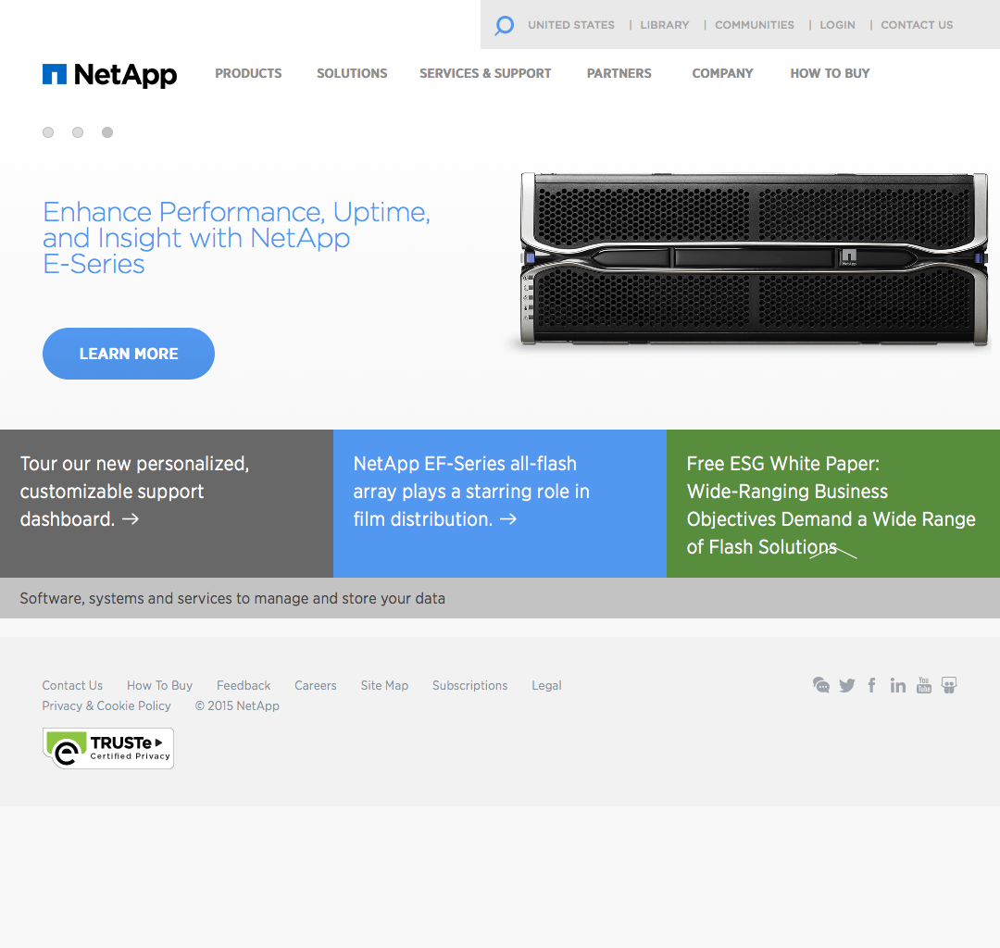 UNITED STATES | LIBRARY | COMMUNITIES | LOGIN | CONTACT US
NetApp
PRODUCTS SOLUTIONS SERVICES & SUPPORT PARTNERS COMPANY HOW TO BUY
Enhance Performance, Uptime,
and Insight with NetApp
E-Series
NetApp
LEARN MORE
Tour our new personalized,
customizable support
dashboard. →
NetApp EF-Series all-flash
array plays a starring role in
film distribution. →
Free ESG White Paper:
Wide-Ranging Business
Objectives Demand a Wide Range
of Flash Solutions
Software, systems and services to manage and store your data
Contact Us How To Buy Feedback Careers Site Map Subscriptions Legal
Privacy & Cookie Policy © 2015 NetApp
You
Tube
TRUSTe
Certified Privacy